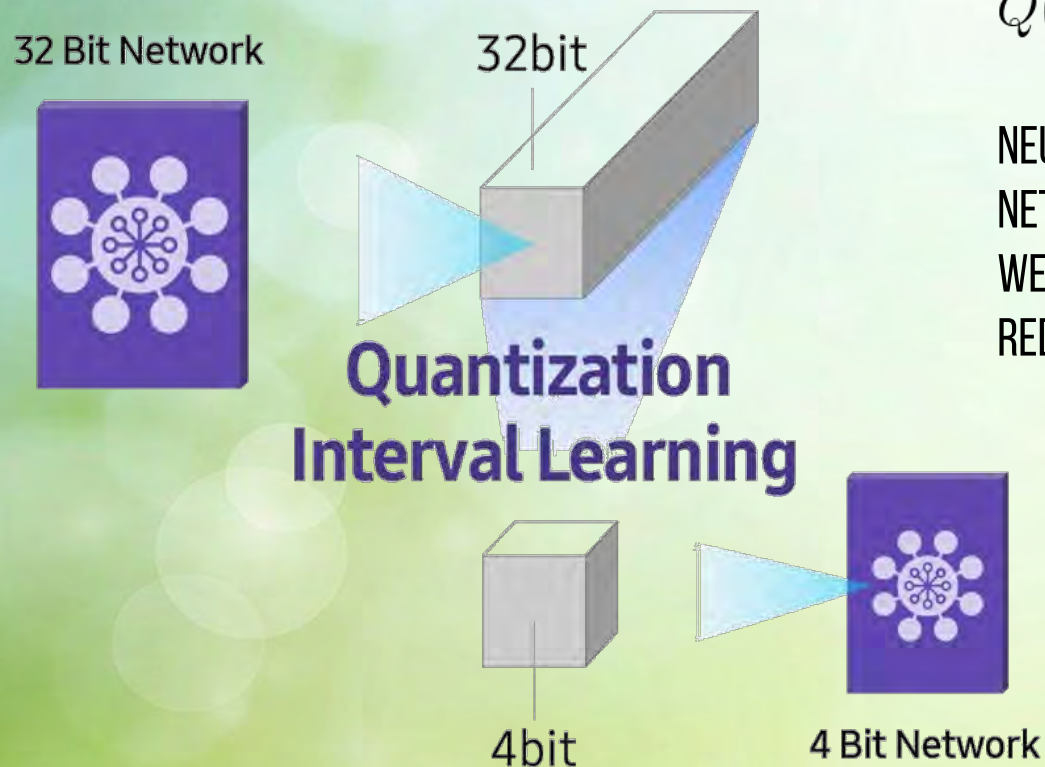 32 Bit Network
32bit
Quantization
Interval Learning
4bit
4 Bit Network